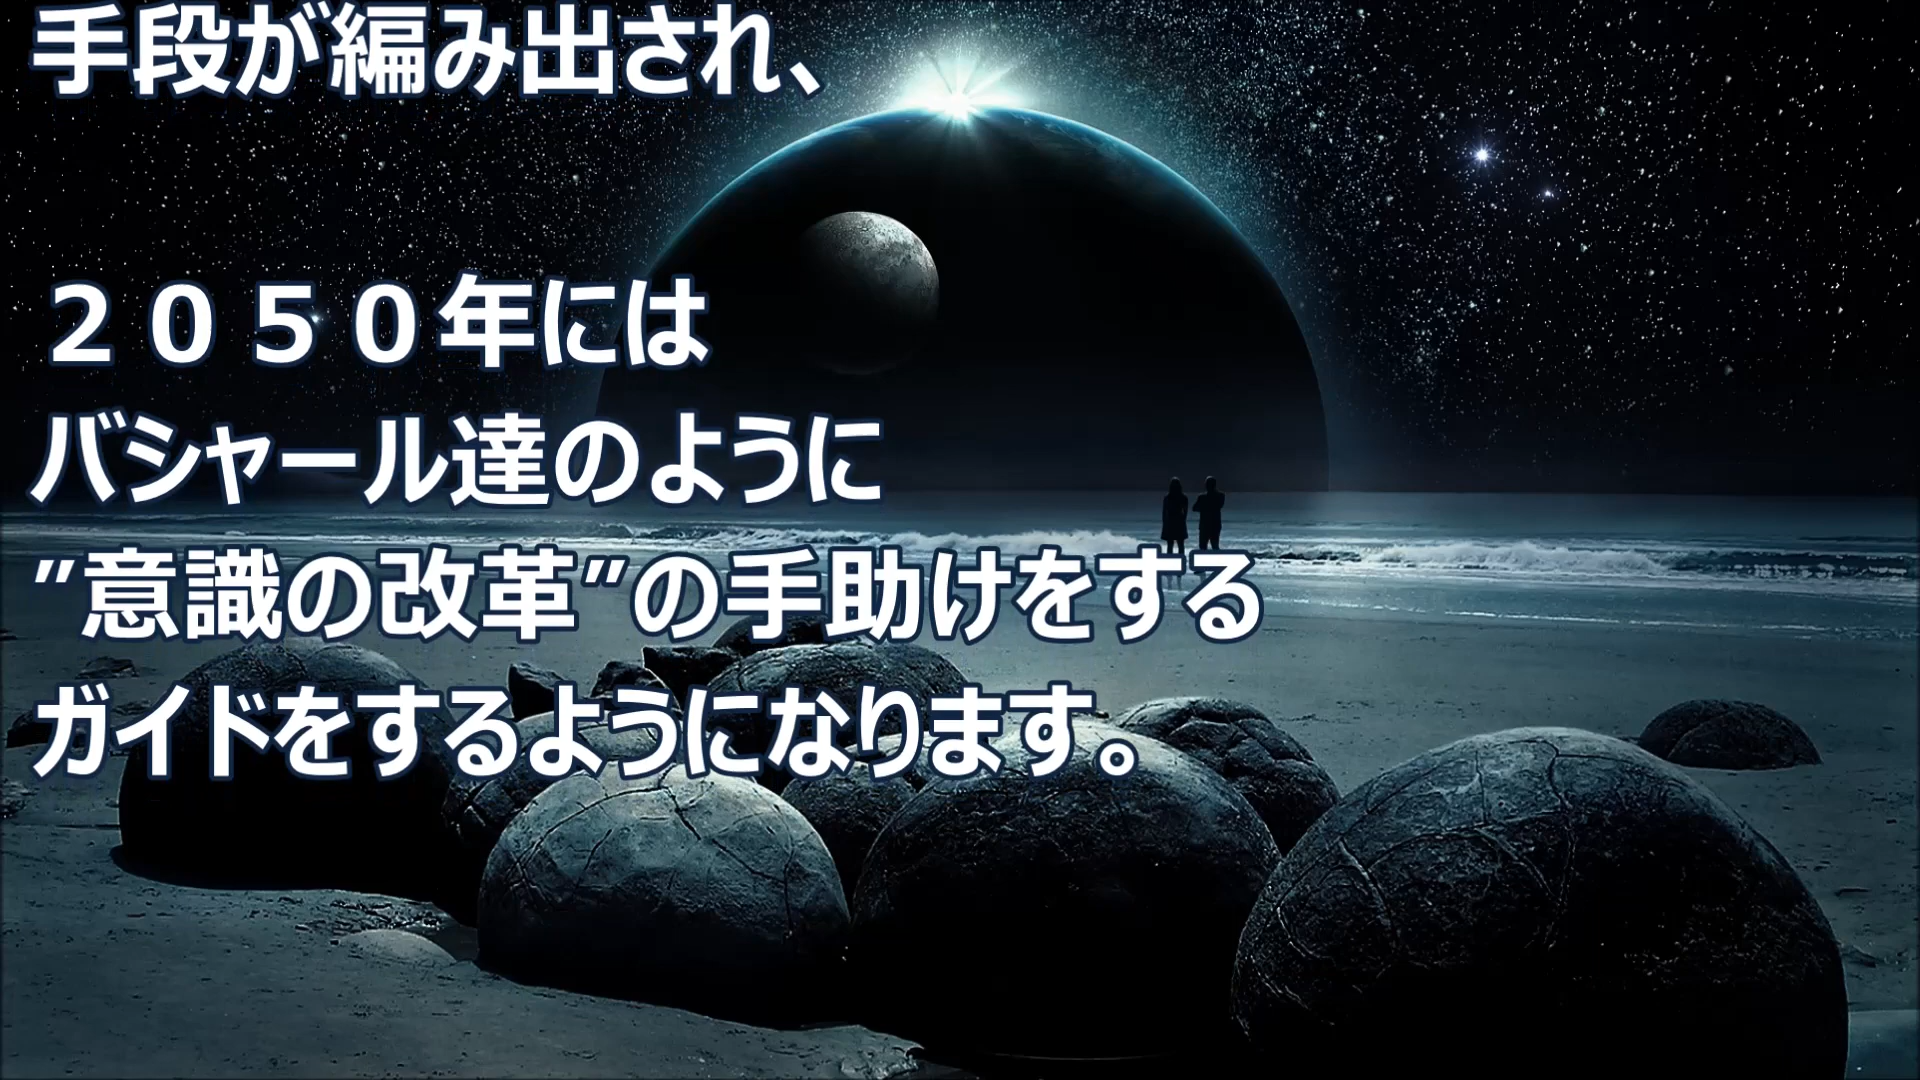 手段が編み出され、
２０５０年には
バシャール達のように
”意識の改革”の手助けをする
ガイドをするようになります。